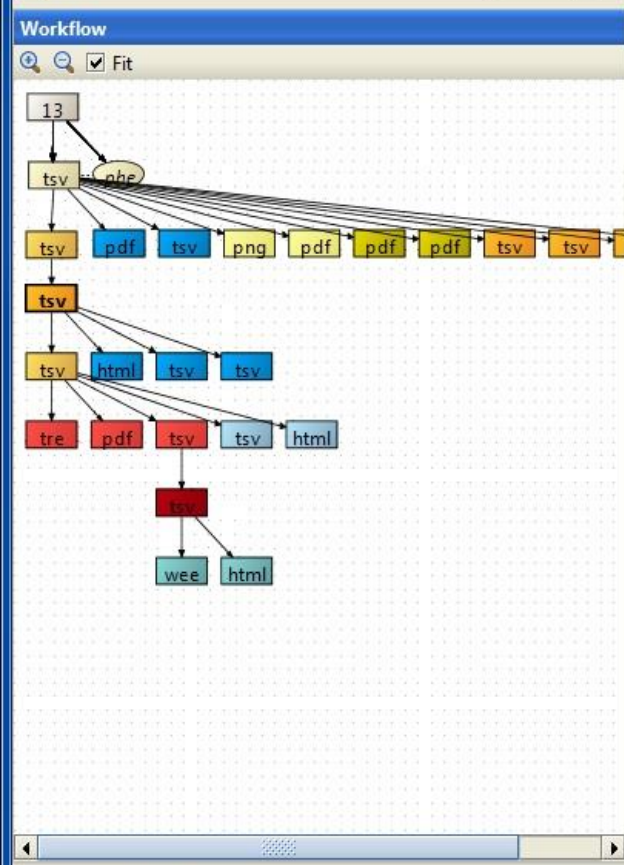 Workflow
Fit
13
tsv phe
tsv pdf tsv png pdf pdf pdf tsv tsv
tsv
tsv html tsv tsv
tre pdf tsv tsv html
tsv
wee html